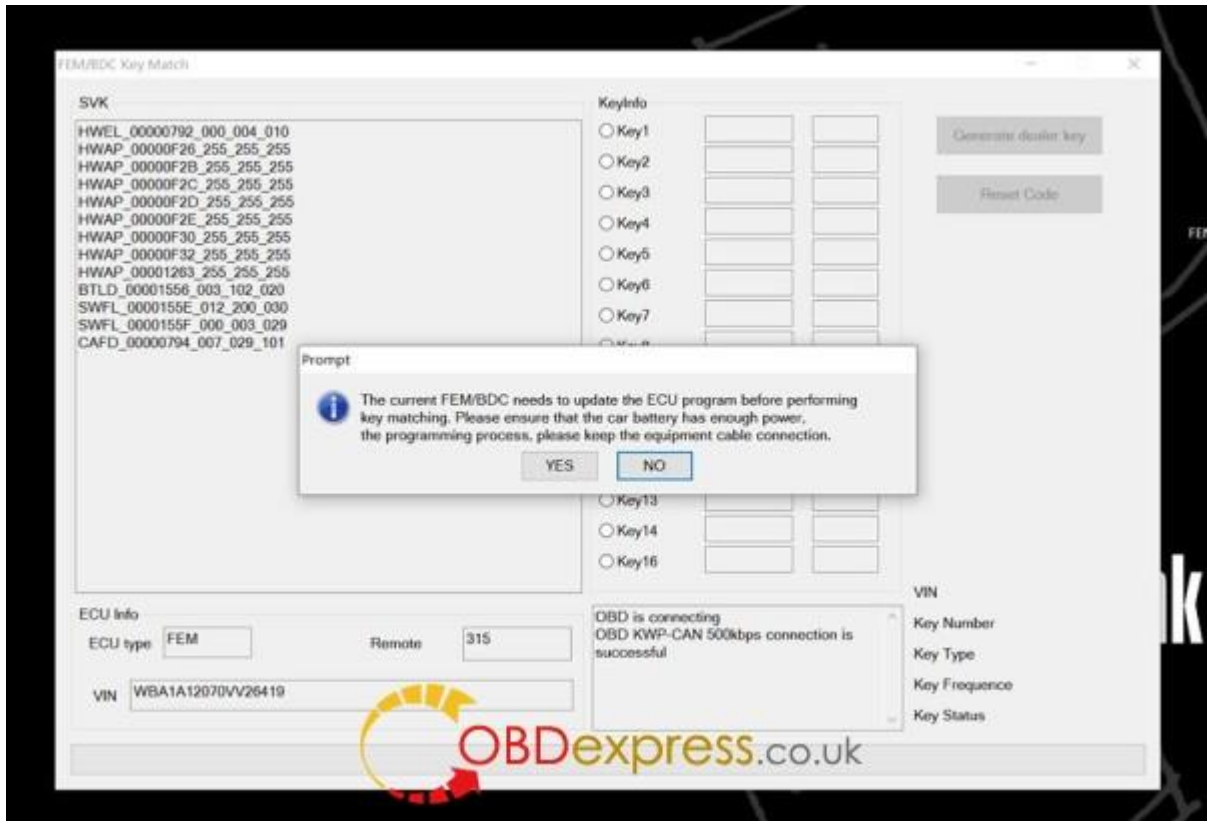 FEM/BDC Key Match
SVK
HWEL_00000792_000_004_010
HWAP_00000F26_255_255_255
HWAP_00000F2B_255_255_255
HWAP_00000F2C_255_255_255
HWAP_00000F2D_255_255_255
HWAP_00000F2E_255_255_255
HWAP_00000F30_255_255_255
HWAP_00000F32_255_255_255
HWAP_00001263_255_255_255
BTLD_00001556_003_102_020
SWFL_0000155E_012_200_030
SWFL_0000155F_000_003_029
CAFD_00000794_007_029_101
KeyInfo
Key1
Key2
Key3
Key4
Key5
Key6
Key7
Generate dealer key
Reset Code
Prompt
The current FEM/BDC needs to update the ECU program before performing
key matching. Please ensure that the car battery has enough power,
the programming process, please keep the equipment cable connection.
YES
NO
Key13
Key14
Key16
ECU Info
ECU type
FEM
Remote
315
VIN
WBA1A12070VV26419
OBD is connecting
OBD KWP-CAN 500kbps connection is
successful
VIN
Key Number
Key Type
Key Frequence
Key Status
OBDexpress.co.uk